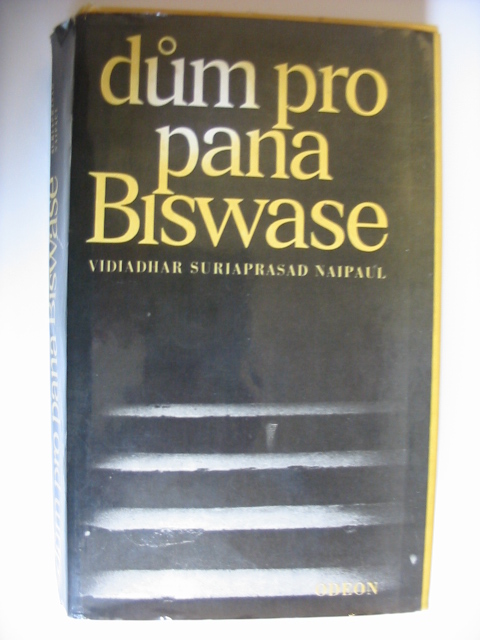 dům pro
pana
Biswase
VIDIADHAR SURIAPRASAD NAIPAUL
ODEON
dům pro pana Biswase